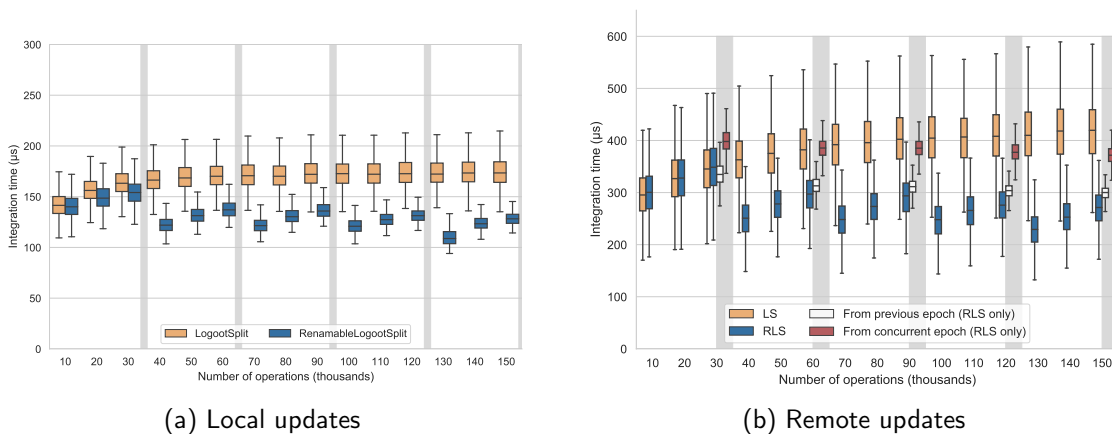 300
250
200
150
100
50
0
Integration time (μs)
LogootSplit RenamableLogootSplit
10 20 30 40 50 60 70 80 90 100 110 120 130 140 150
Number of operations (thousands)
(a) Local updates
600
500
400
300
200
100
0
Integration time (μs)
LS From previous epoch (RLS only)
RLS From concurrent epoch (RLS only)
10 20 30 40 50 60 70 80 90 100 110 120 130 140 150
Number of operations (thousands)
(b) Remote updates